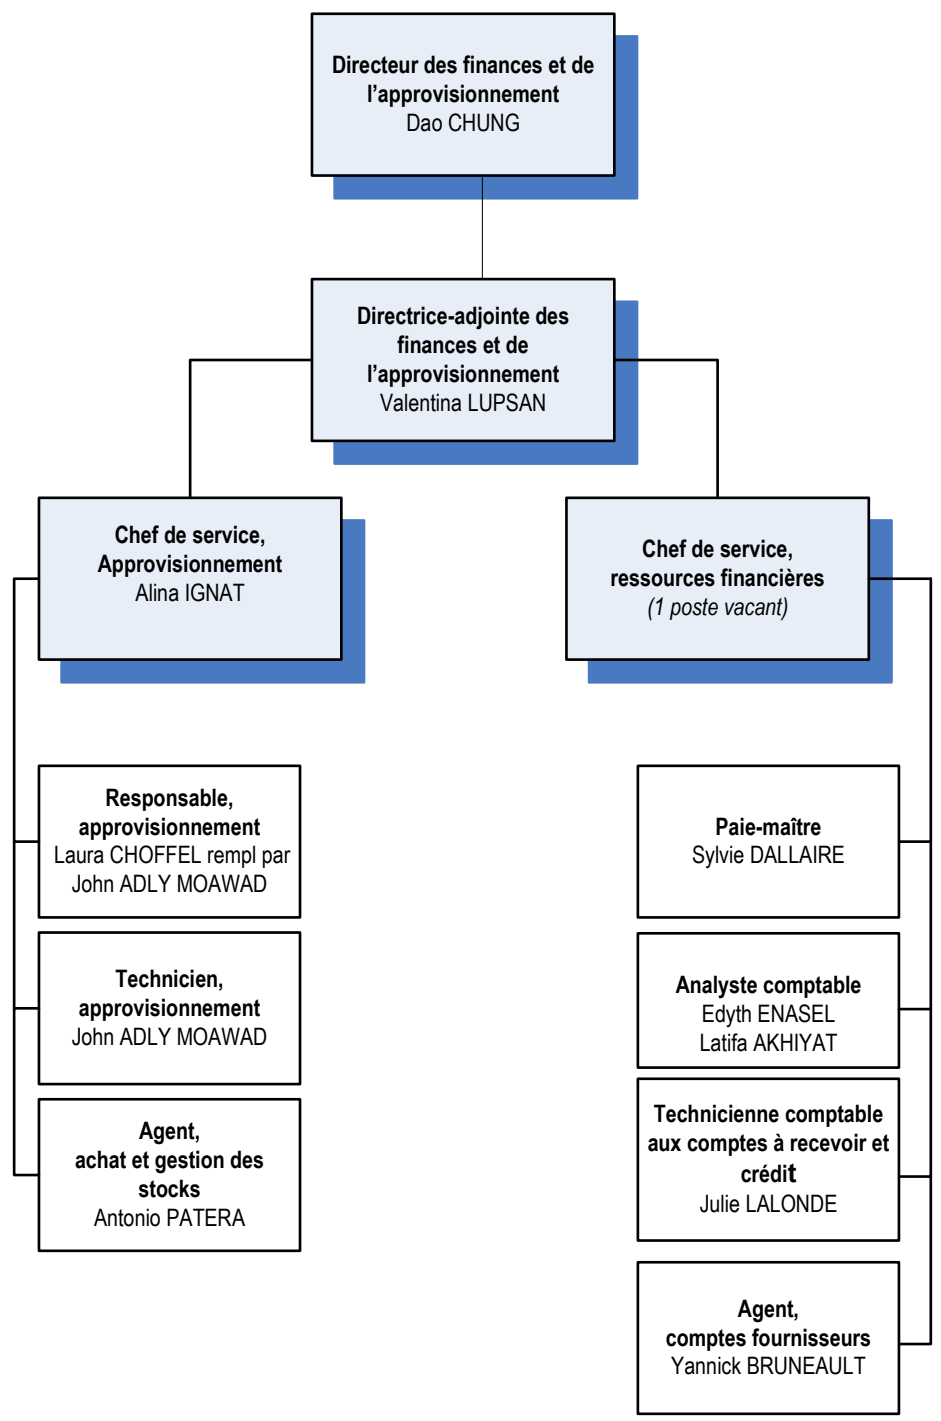 Directeur des finances et de
l’approvisionnement
Dao CHUNG
Directrice-adjointe des
finances et de
l’approvisionnement
Valentina LUPSAN
Chef de service,
Approvisionnement
Alina IGNAT
Chef de service,
ressources financières
(1 poste vacant)
Responsable,
approvisionnement
Laura CHOFFEL rempl par
John ADLY MOAWAD
Technicien,
approvisionnement
John ADLY MOAWAD
Agent,
achat et gestion des
stocks
Antonio PATERA
Paie-maître
Sylvie DALLAIRE
Analyste comptable
Edyth ENASEL
Latifa AKHIYAT
Technicienne comptable
aux comptes à recevoir et
crédit
Julie LALONDE
Agent,
comptes fournisseurs
Yannick BRUNEAULT